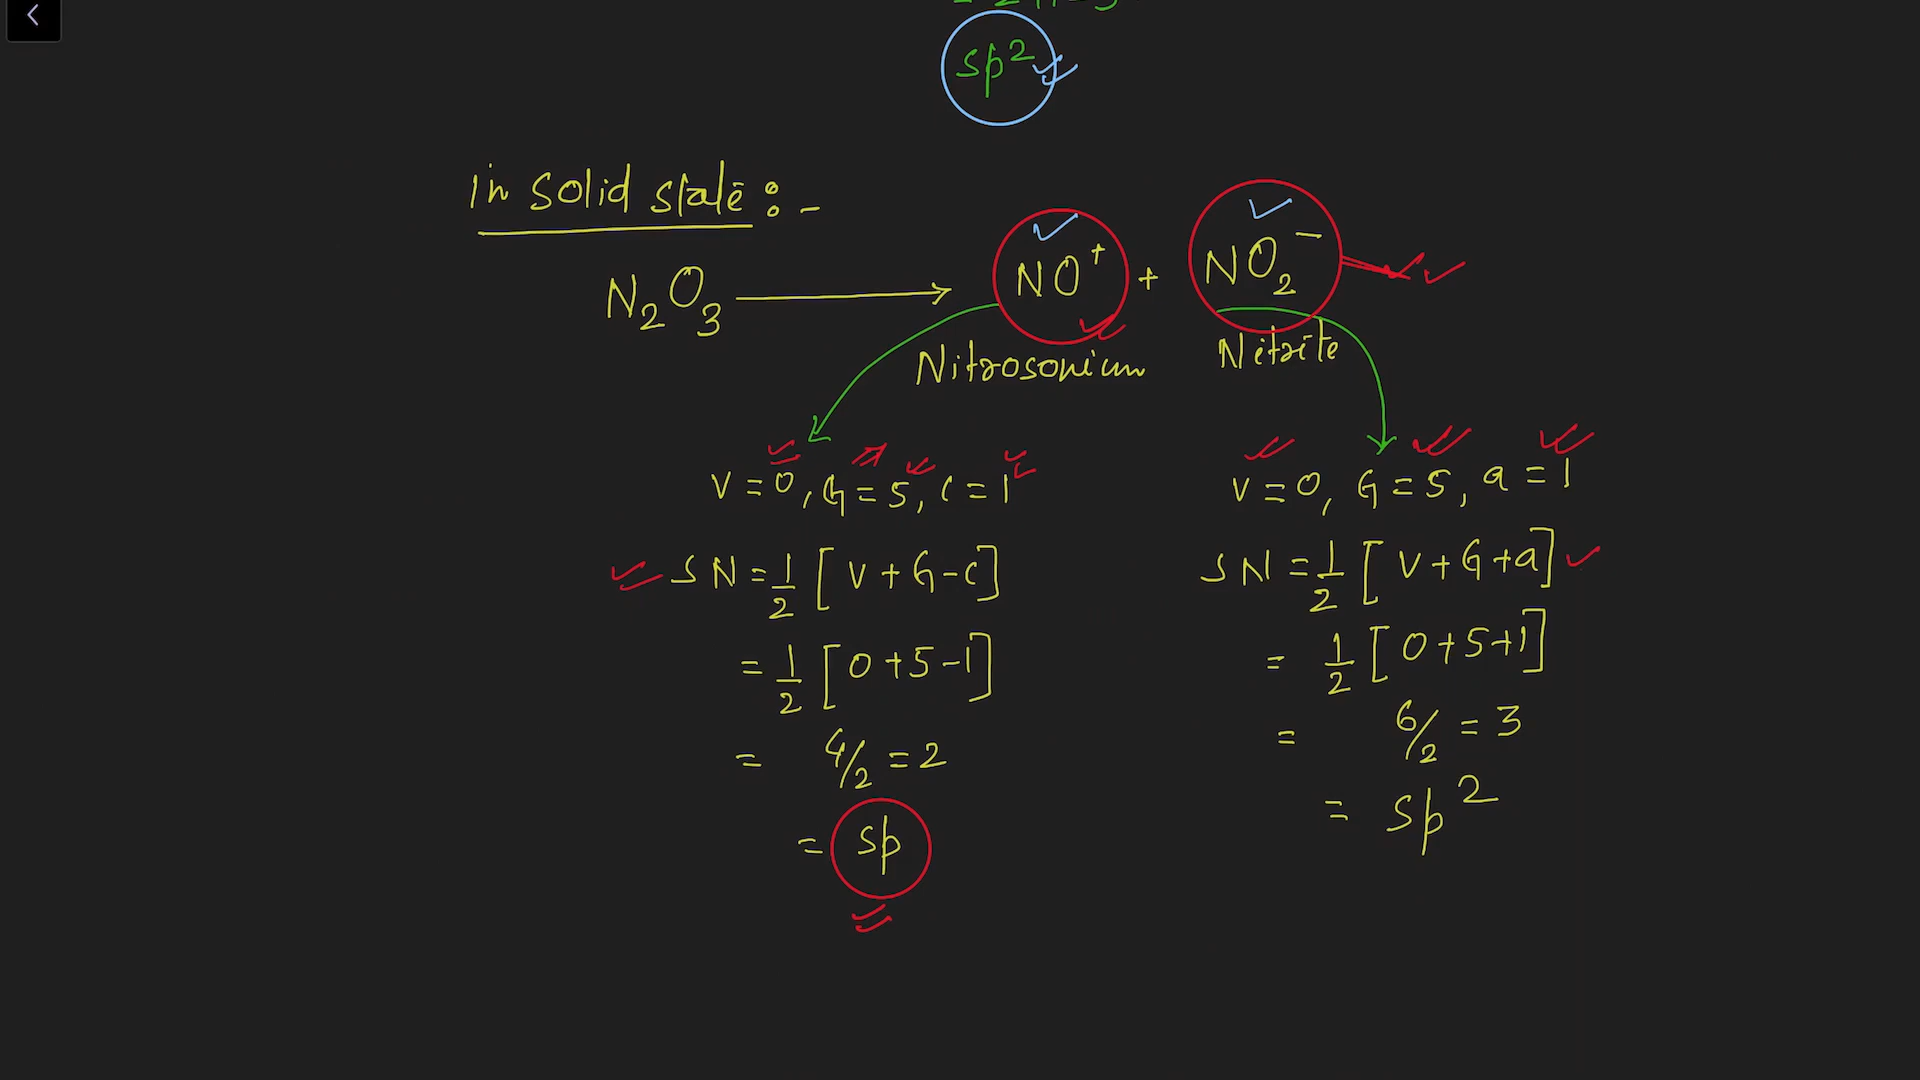 sp²
In solid state :-
N₂O₃ ⟶ NO⁺ + NO₂⁻
Nitrosonium Nitrite
V = 0, G = 5, C = 1
SN = 1/2 [V + G - C]
= 1/2 [0 + 5 - 1]
= 4/2 = 2
= sp
V = 0, G = 5, a = 1
SN = 1/2 [V + G + a]
= 1/2 [0 + 5 + 1]
= 6/2 = 3
= sp²